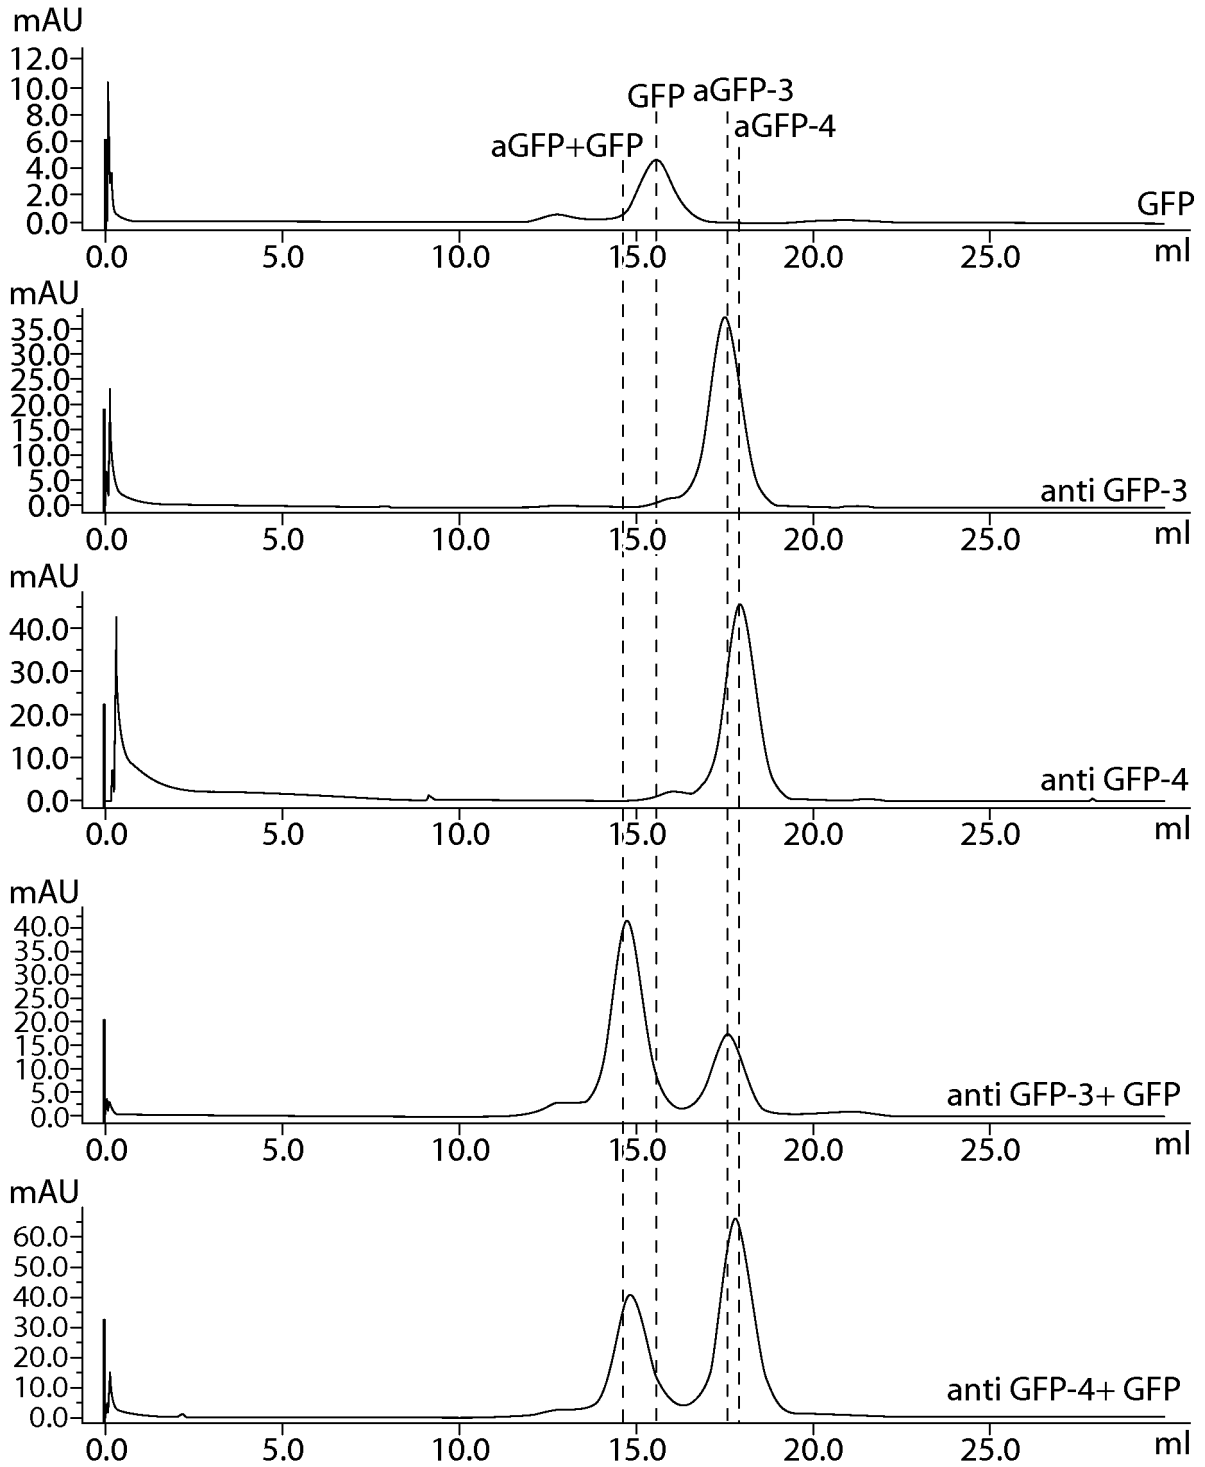 mAU
12.0
10.0
8.0
6.0
4.0
2.0
0.0
GFP aGFP-3
aGFP+GFP aGFP-4
GFP
0.0 5.0 10.0 15.0 20.0 25.0 ml
mAU
35.0
30.0
25.0
20.0
15.0
10.0
5.0
0.0
anti GFP-3
0.0 5.0 10.0 15.0 20.0 25.0 ml
mAU
40.0
30.0
20.0
10.0
0.0
anti GFP-4
0.0 5.0 10.0 15.0 20.0 25.0 ml
mAU
40.0
35.0
30.0
25.0
20.0
15.0
10.0
5.0
0.0
anti GFP-3+ GFP
0.0 5.0 10.0 15.0 20.0 25.0 ml
mAU
60.0
50.0
40.0
30.0
20.0
10.0
0.0
anti GFP-4+ GFP
0.0 5.0 10.0 15.0 20.0 25.0 ml